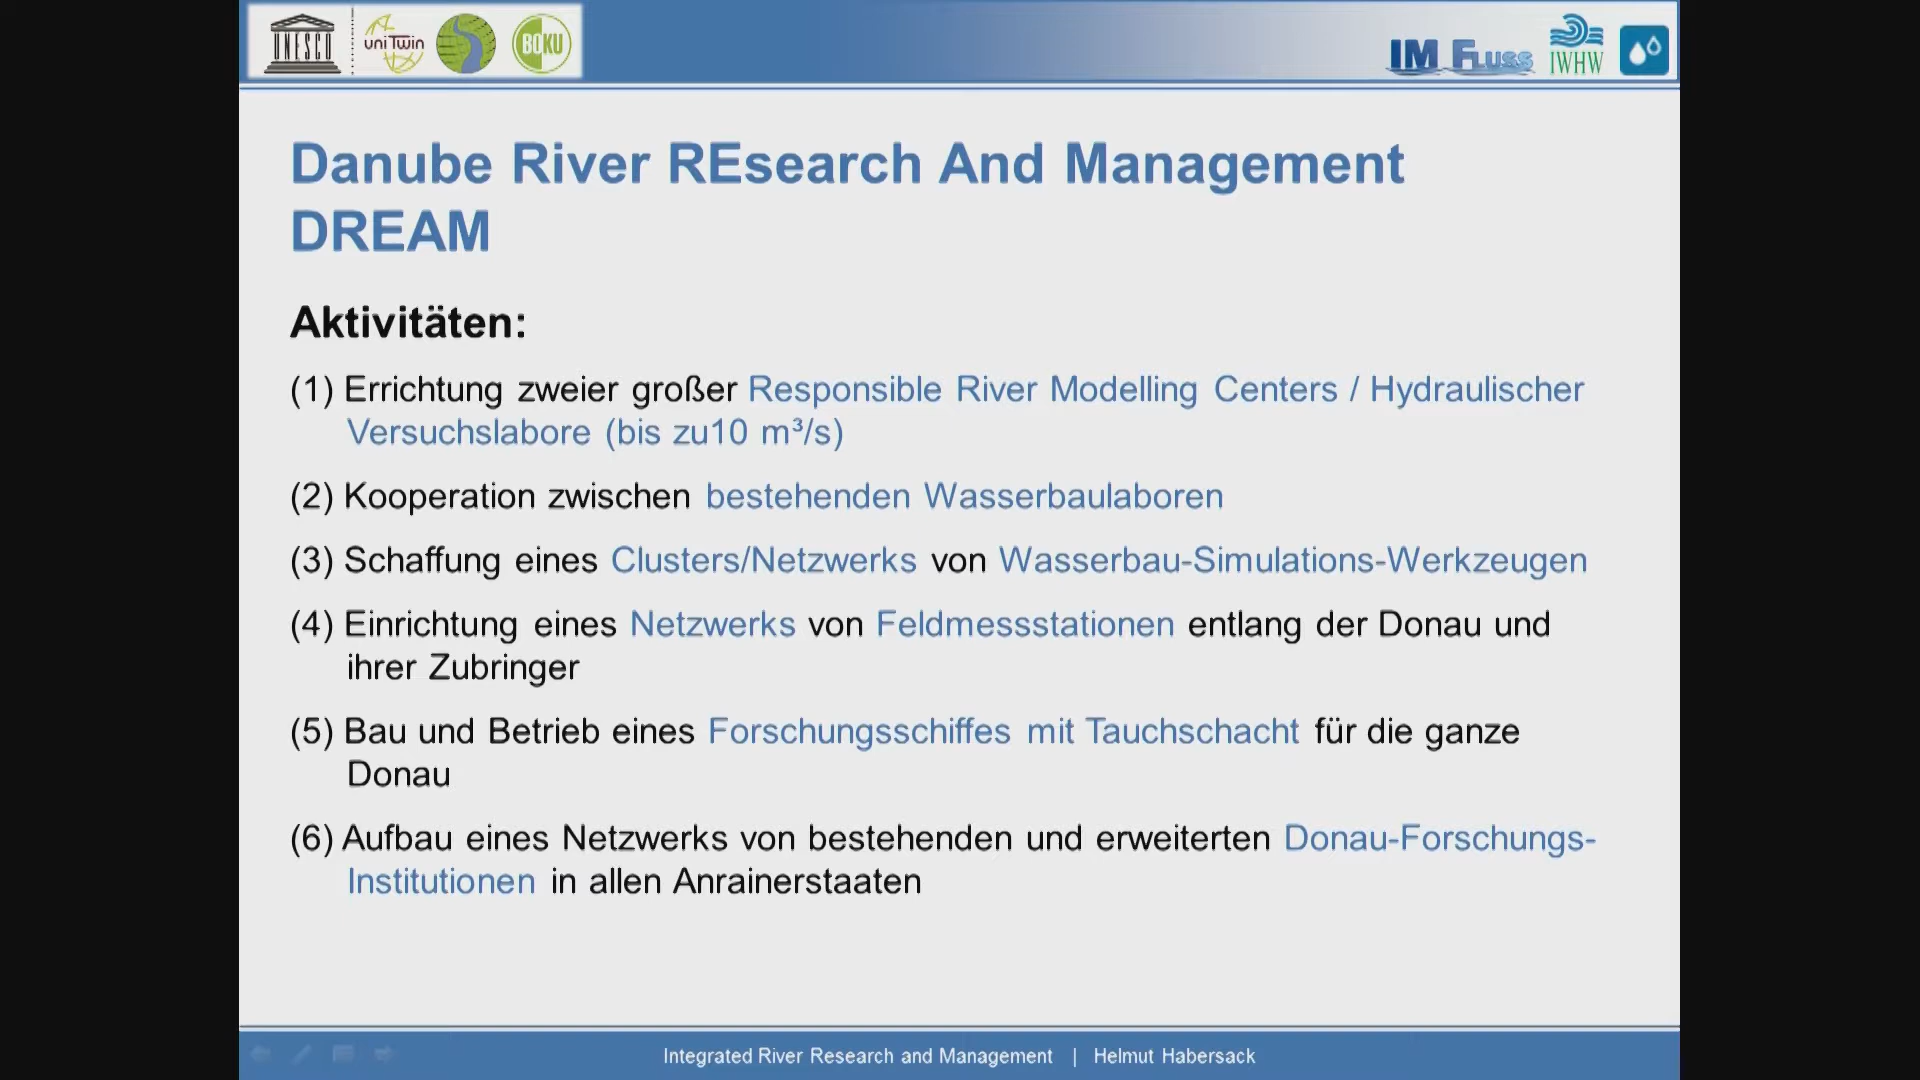 UNESCO
uniTwin
BOKU
IM FLUSS
IWHW
Danube River REsearch And Management
DREAM
Aktivitäten:
(1) Errichtung zweier großer Responsible River Modelling Centers / Hydraulischer
Versuchslabore (bis zu10 m³/s)
(2) Kooperation zwischen bestehenden Wasserbaulaboren
(3) Schaffung eines Clusters/Netzwerks von Wasserbau-Simulations-Werkzeugen
(4) Einrichtung eines Netzwerks von Feldmessstationen entlang der Donau und
ihrer Zubringer
(5) Bau und Betrieb eines Forschungsschiffes mit Tauchschacht für die ganze
Donau
(6) Aufbau eines Netzwerks von bestehenden und erweiterten Donau-Forschungs-
Institutionen in allen Anrainerstaaten
Integrated River Research and Management | Helmut Habersack